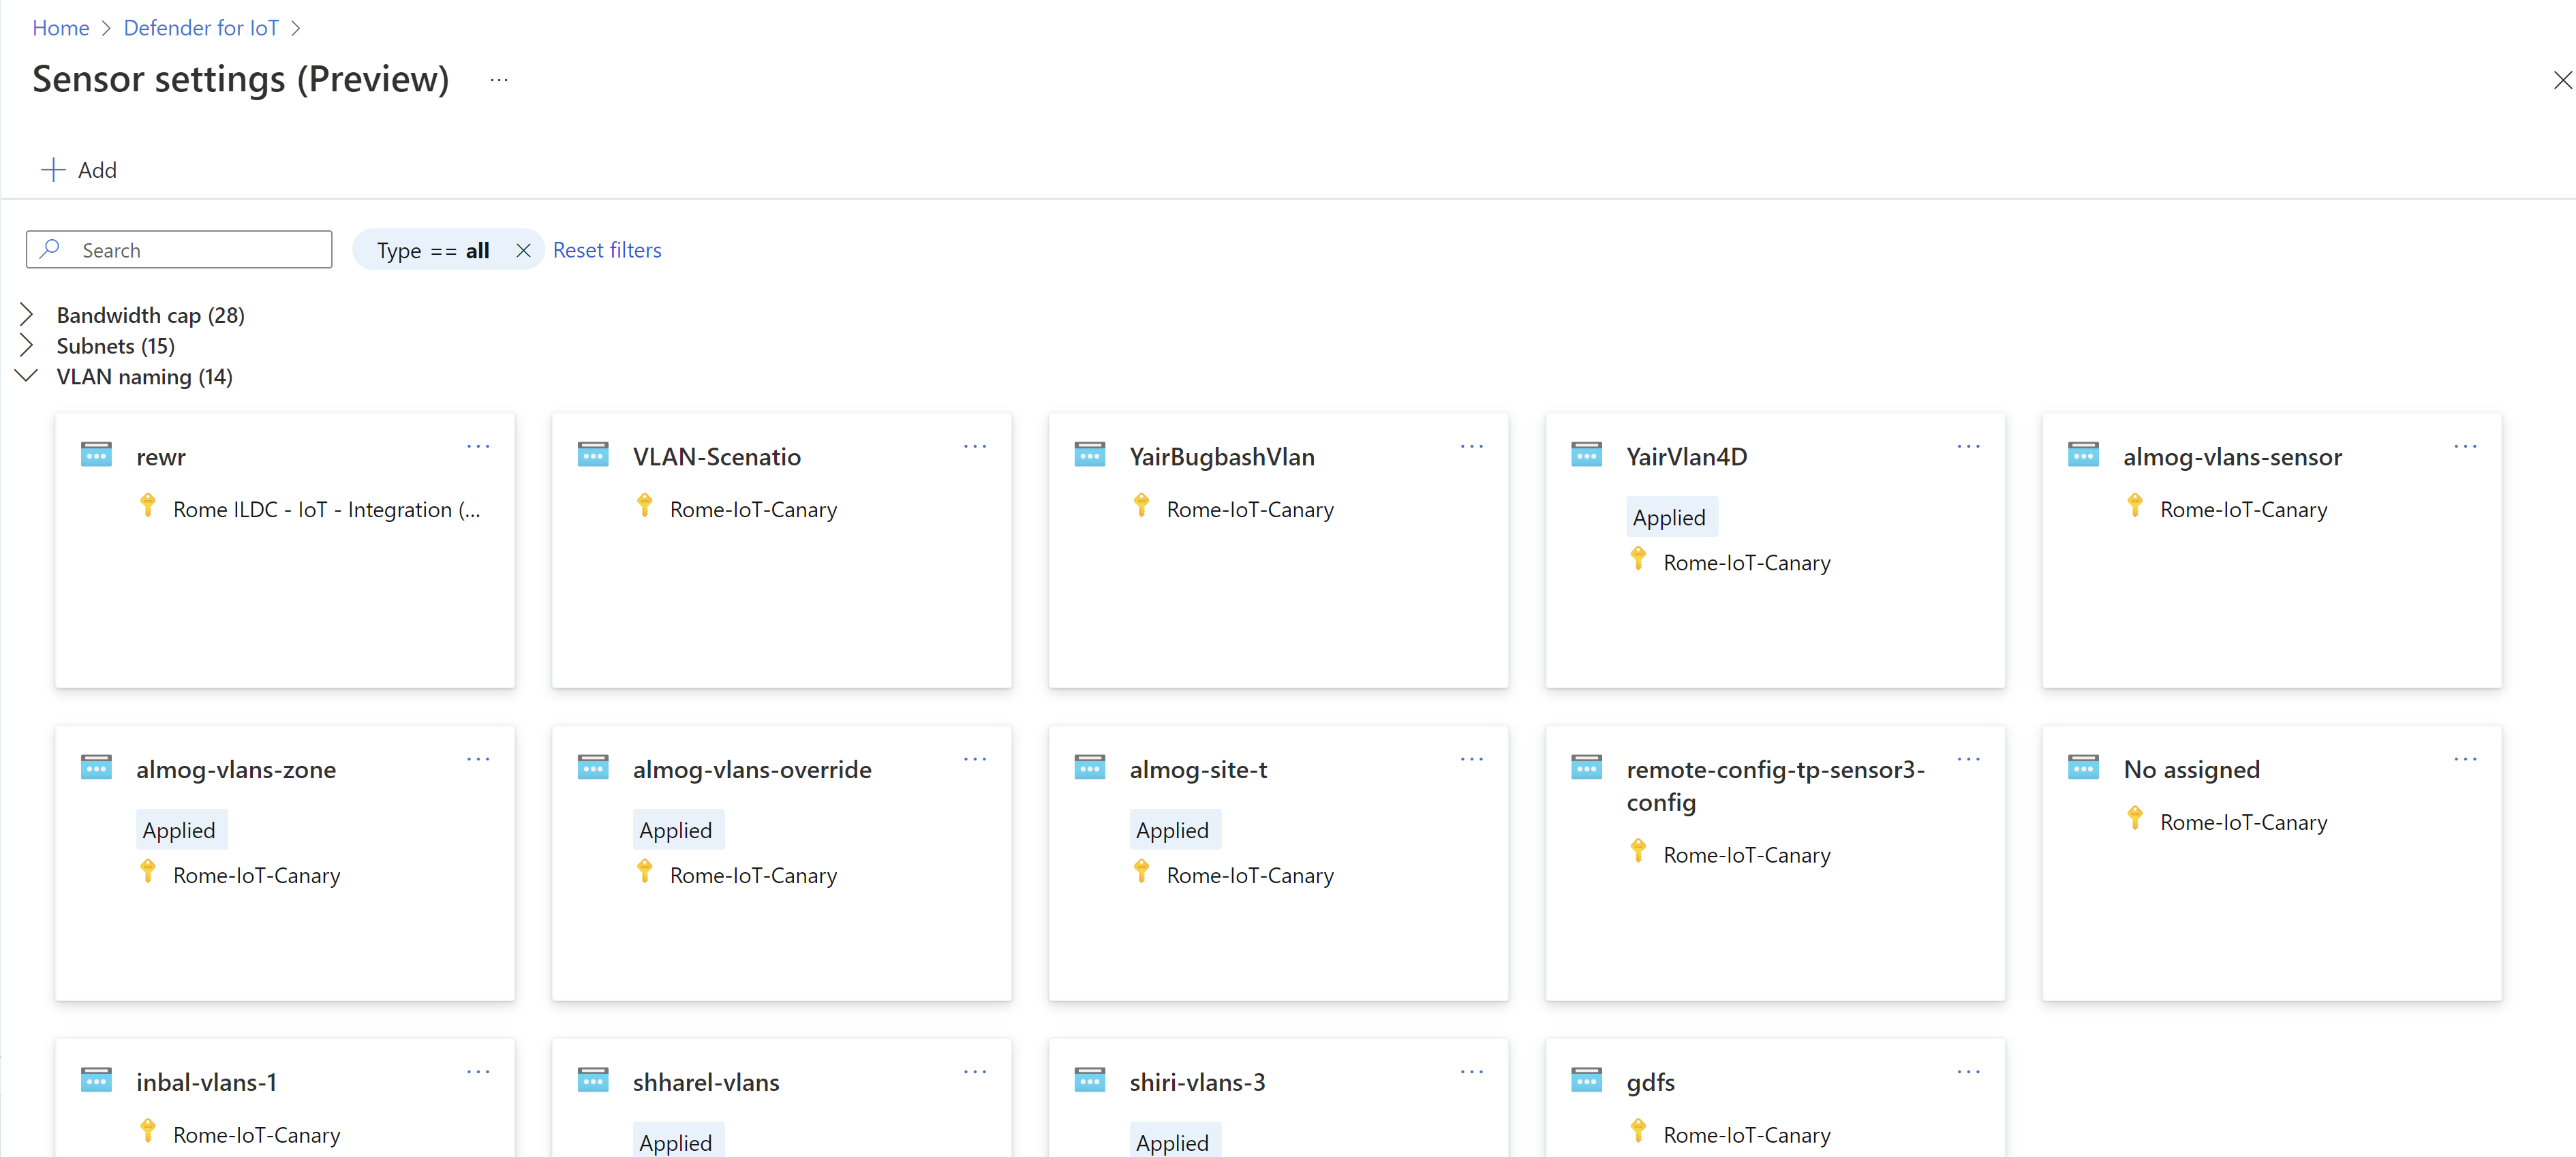 Home > Defender for IoT >
Sensor settings (Preview) ...
Add
Search
Type == all
Reset filters
Bandwidth cap (28)
Subnets (15)
VLAN naming (14)
rewr
Rome ILDC - IoT - Integration (...
VLAN-Scenatio
Rome-IoT-Canary
YairBugbashVlan
Rome-IoT-Canary
YairVlan4D
Applied
Rome-IoT-Canary
almog-vlans-sensor
Rome-IoT-Canary
almog-vlans-zone
Applied
Rome-IoT-Canary
almog-vlans-override
Applied
Rome-IoT-Canary
almog-site-t
Applied
Rome-IoT-Canary
remote-config-tp-sensor3-
config
Rome-IoT-Canary
No assigned
Rome-IoT-Canary
inbal-vlans-1
Rome-IoT-Canary
shharel-vlans
Applied
shiri-vlans-3
Applied
gdfs
Rome-IoT-Canary